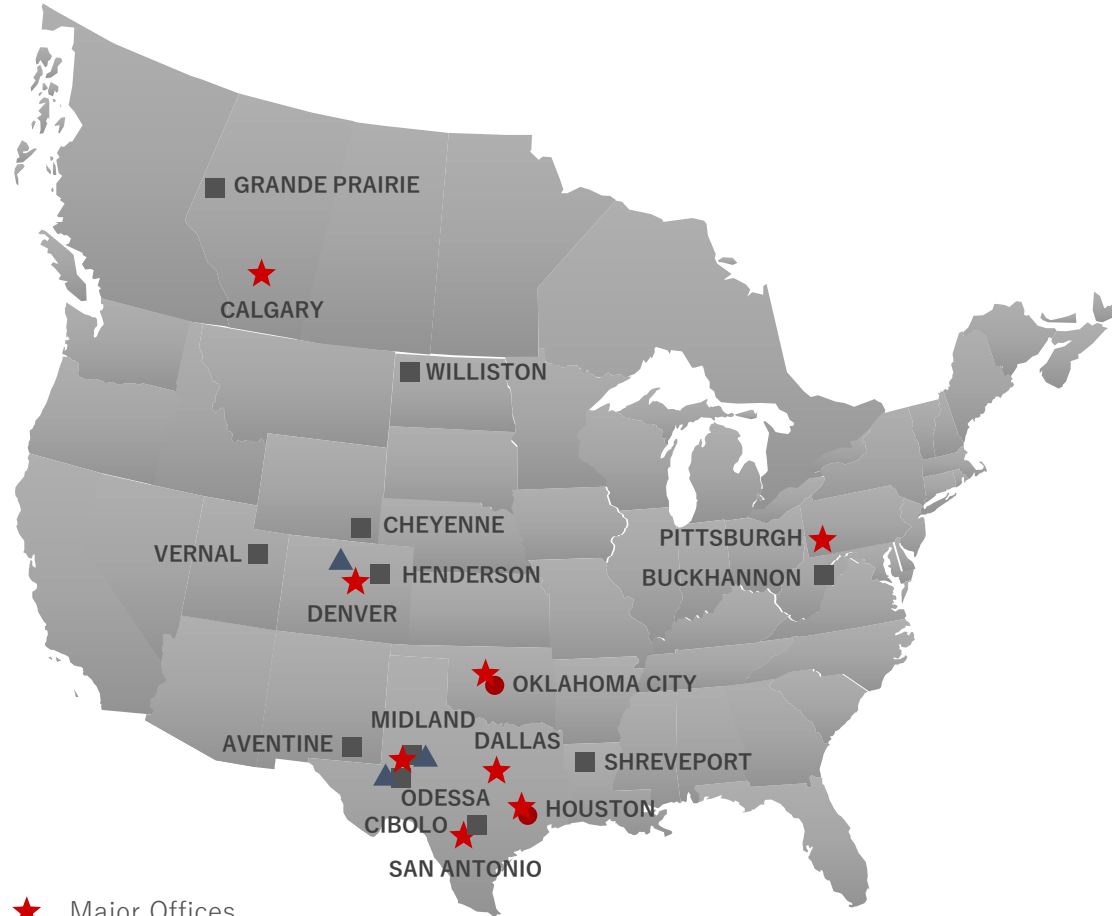 GRANDE PRAIRIE
CALGARY
WILLISTON
CHEYENNE
PITTSBURGH
VERNAL
HENDERSON
BUCKHANNON
DENVER
OKLAHOMA CITY
MIDLAND
AVENTINE
DALLAS
SHREVEPORT
ODESSA
HOUSTON
CIBOLO
SAN ANTONIO
Major Offices